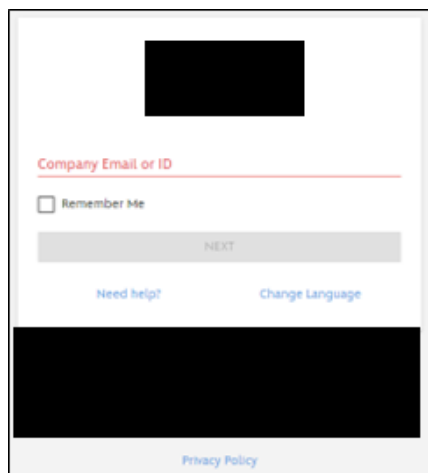 Company Email or ID
Remember Me
NEXT
Need help? Change Language
Privacy Policy